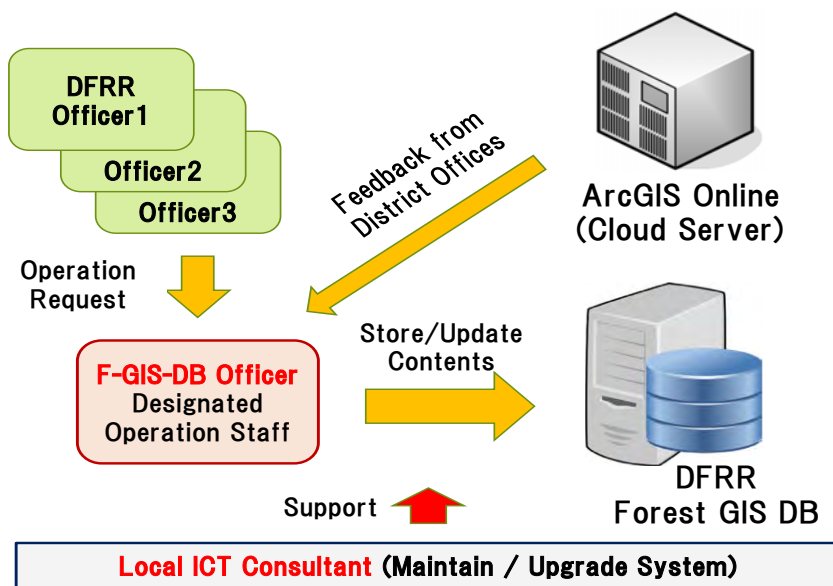 DFRR
Officer1
Officer2
Officer3
Operation
Request
Feedback from
District Offices
ArcGIS Online
(Cloud Server)
F-GIS-DB Officer
Designated
Operation Staff
Store/Update
Contents
DFRR
Forest GIS DB
Support
Local ICT Consultant (Maintain / Upgrade System)